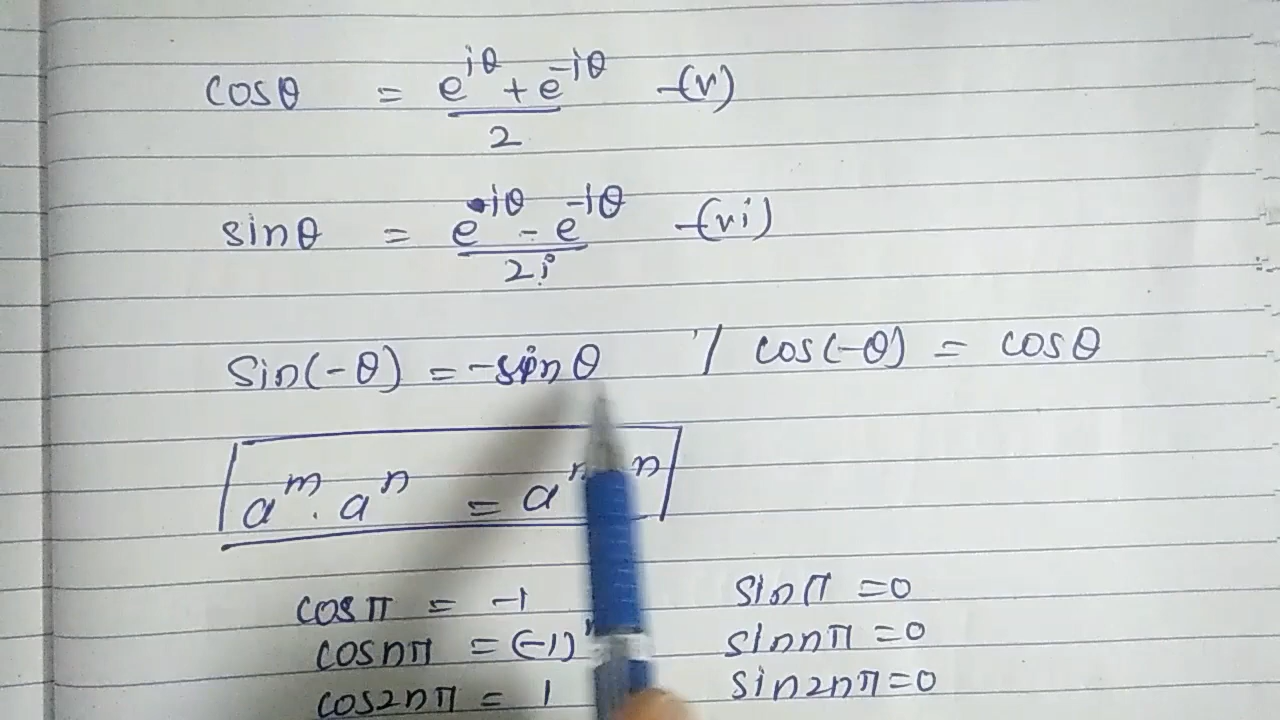 cosθ = e^{iθ} + e^{-iθ} / 2 -(v)
sinθ = e^{iθ} - e^{-iθ} / 2i -(vi)
Sin(-θ) = -sinθ / cos(-θ) = cosθ
a^m . a^n = a n
cosπ = -1 sinπ = 0
cosnπ = (-1) sinnπ = 0
cos2nπ = 1 sin2nπ = 0